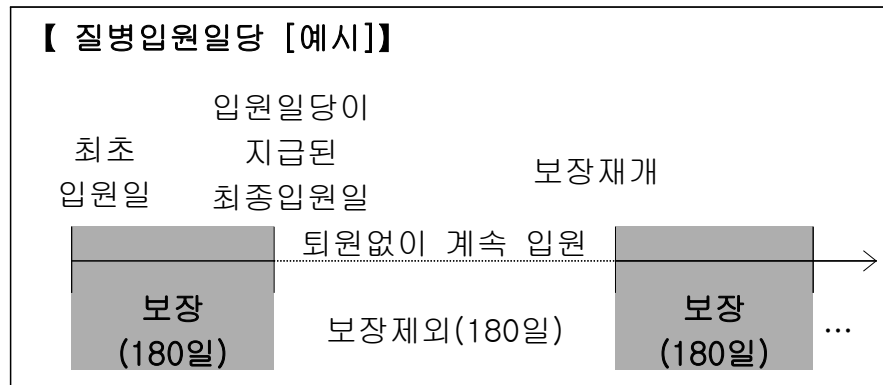 【 질병입원일당 [예시]】
최초
입원일
입원일당이
지급된
최종입원일
보장재개
퇴원없이 계속 입원
보장
(180일)
보장제외(180일)
보장
(180일)
…